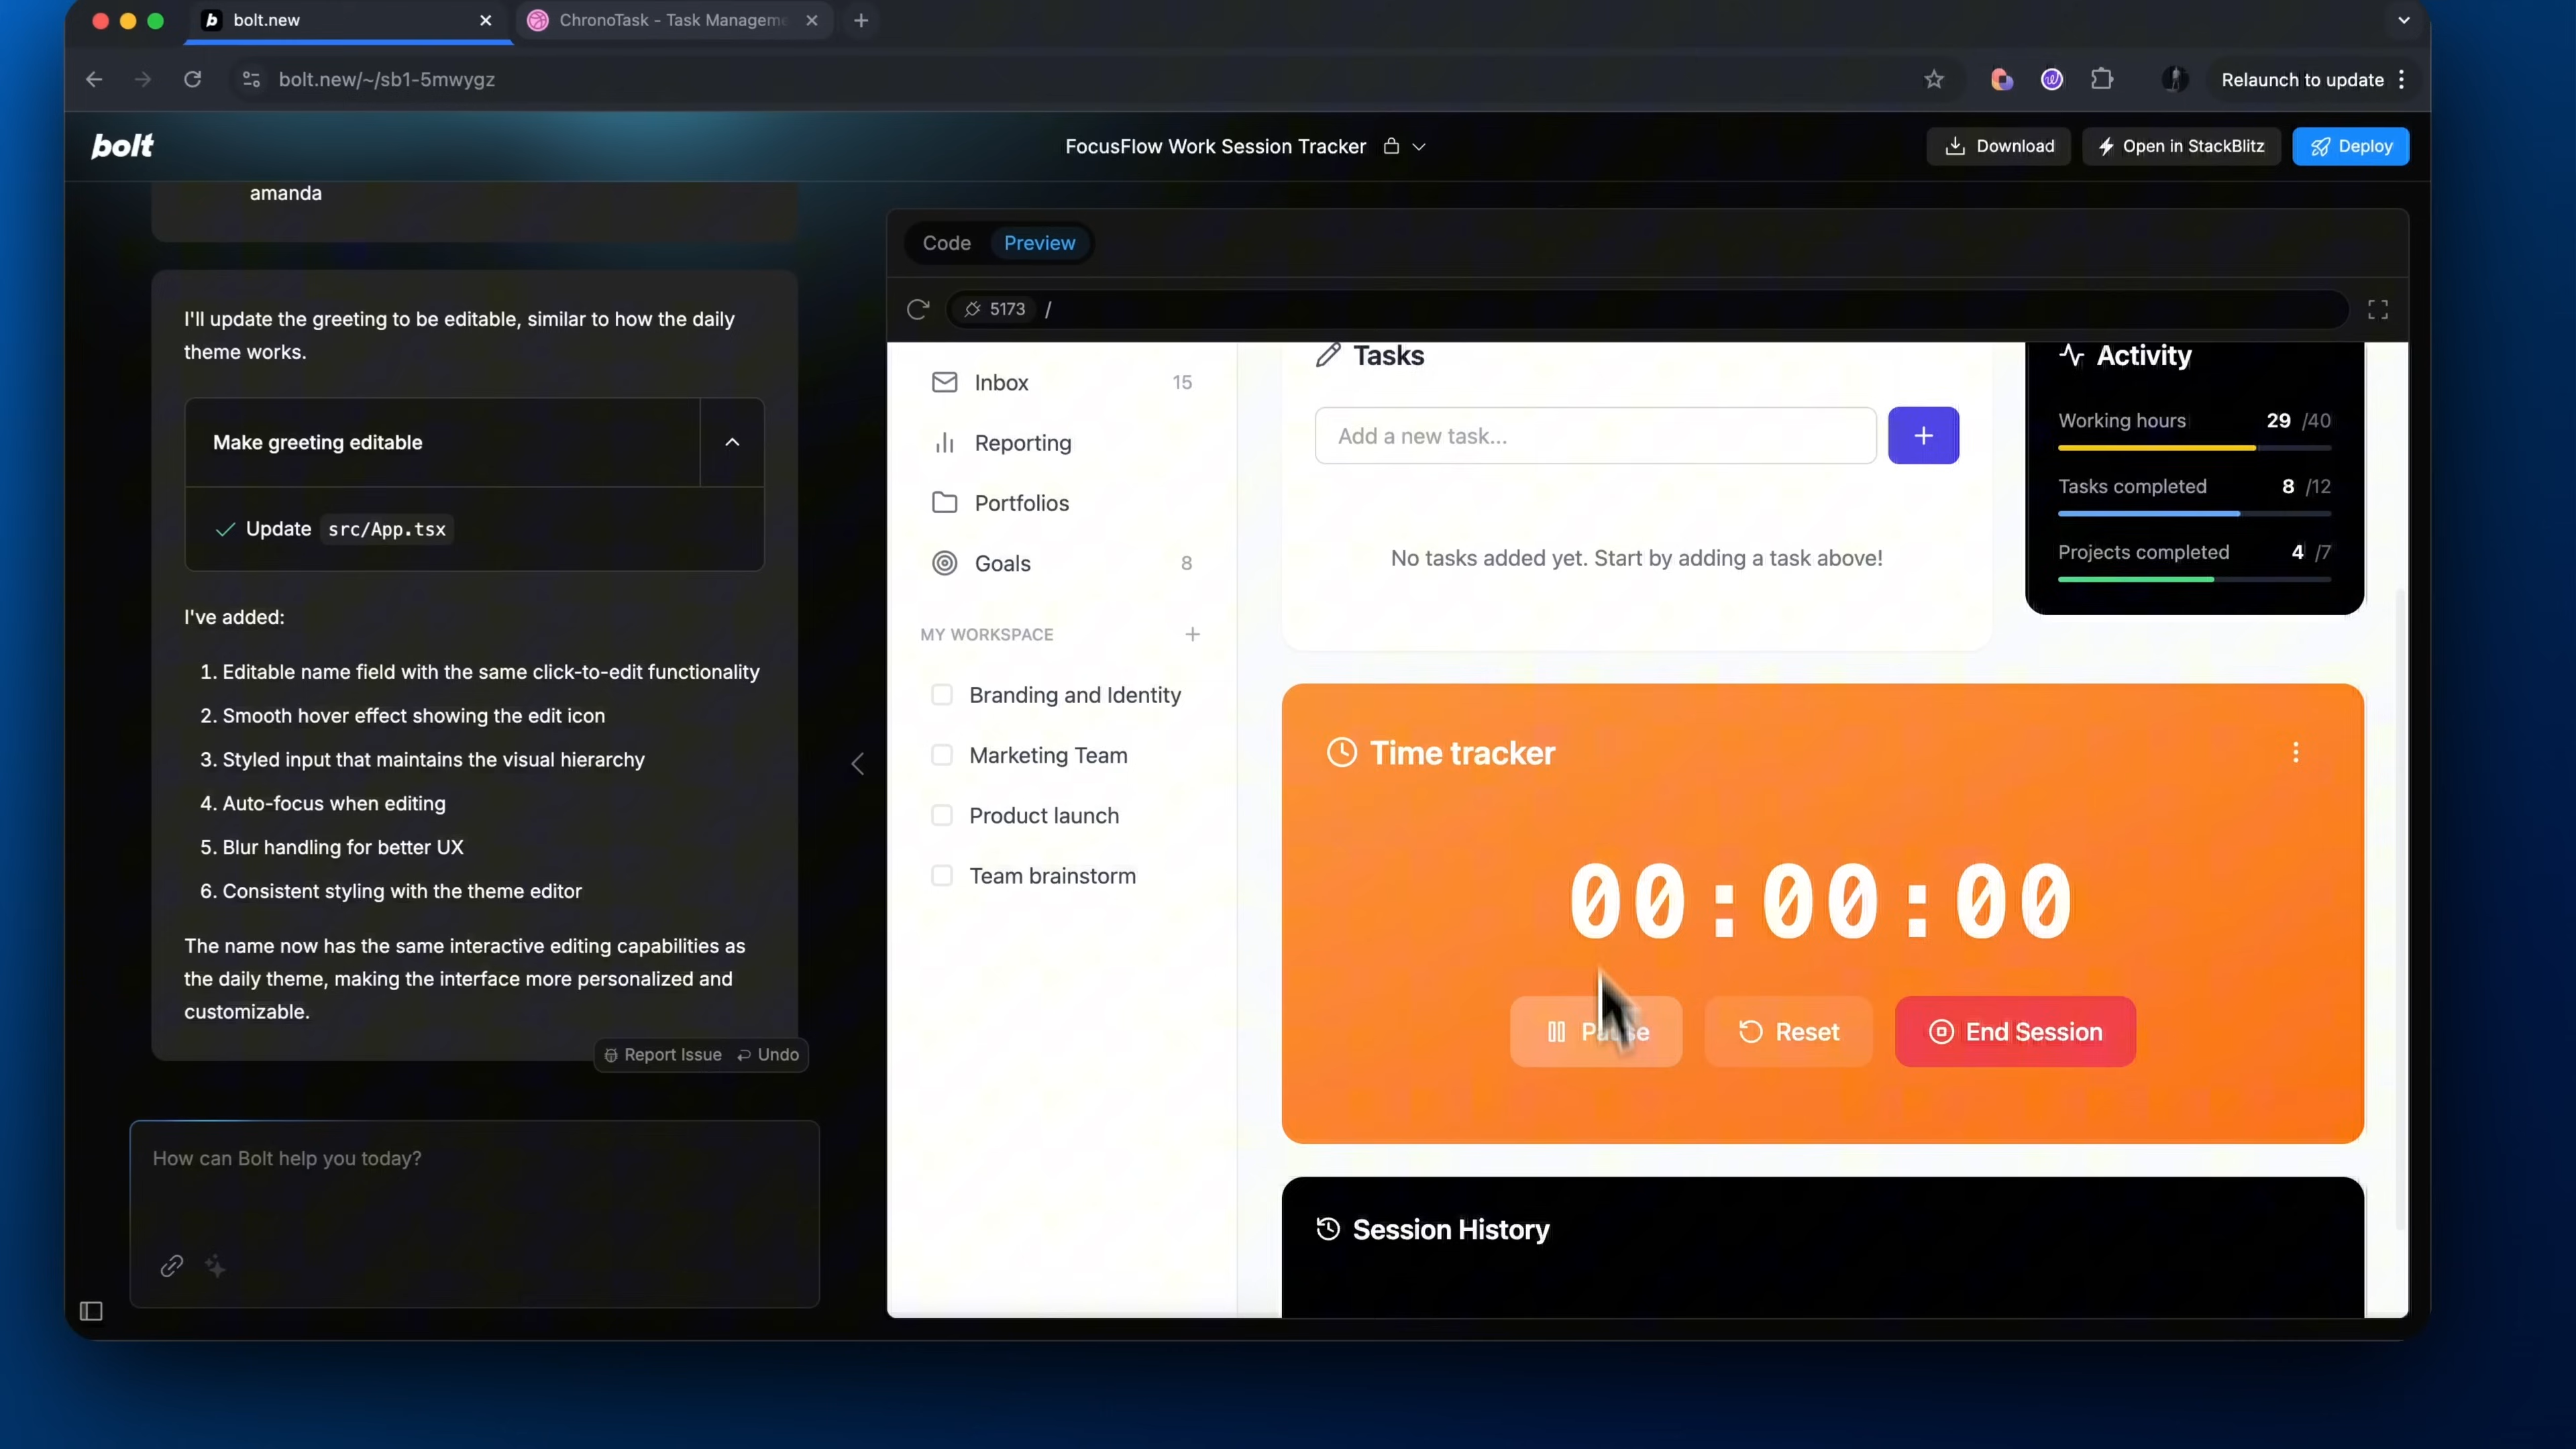 bolt.new
ChronoTask - Task Manageme
bolt.new/~/sb1-5mwygz
Relaunch to update
bolt
FocusFlow Work Session Tracker
Download
Open in StackBlitz
Deploy
amanda
I'll update the greeting to be editable, similar to how the daily
theme works.
Make greeting editable
Update src/App.tsx
I've added:
1. Editable name field with the same click-to-edit functionality
2. Smooth hover effect showing the edit icon
3. Styled input that maintains the visual hierarchy
4. Auto-focus when editing
5. Blur handling for better UX
6. Consistent styling with the theme editor
The name now has the same interactive editing capabilities as
the daily theme, making the interface more personalized and
customizable.
Report Issue
Undo
How can Bolt help you today?
Code
Preview
5173 /
Inbox 15
Reporting
Portfolios
Goals 8
MY WORKSPACE +
Branding and Identity
Marketing Team
Product launch
Team brainstorm
Tasks
Add a new task...
No tasks added yet. Start by adding a task above!
Activity
Working hours 29 /40
Tasks completed 8 /12
Projects completed 4 /7
Time tracker
00:00:00
Pause
Reset
End Session
Session History